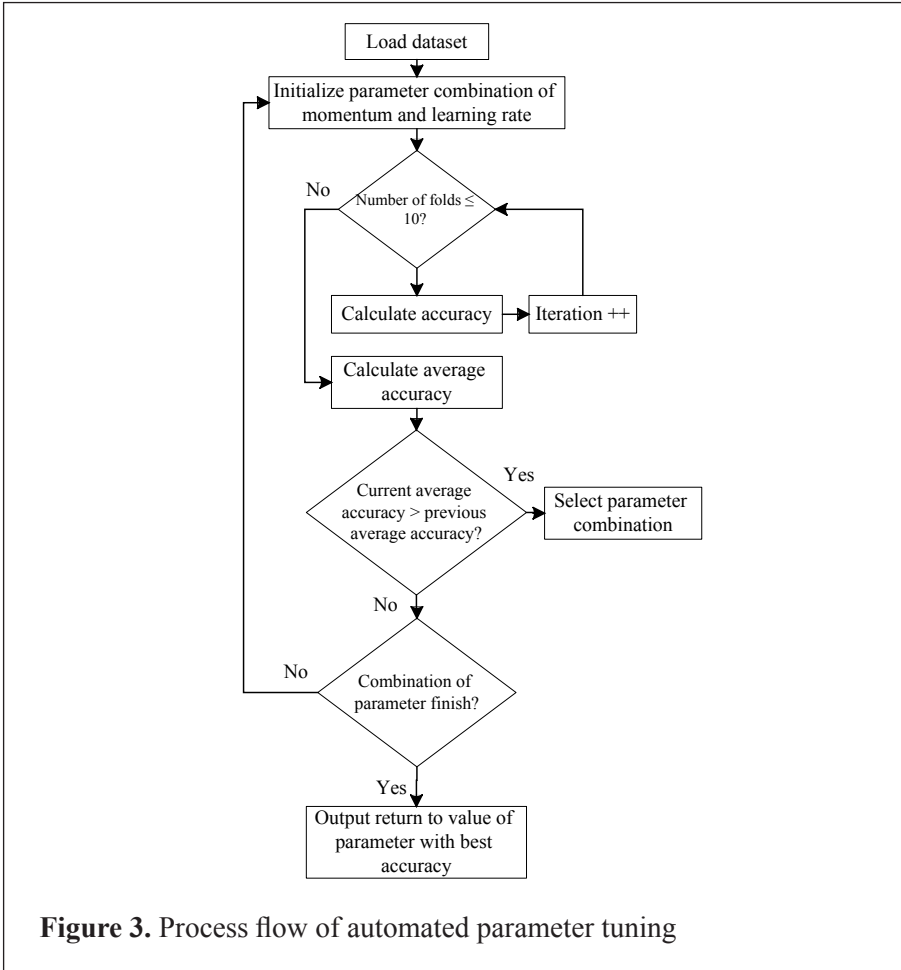 Load dataset
Initialize parameter combination of
momentum and learning rate
No
Number of folds ≤
10?
Calculate accuracy
Iteration ++
Calculate average
accuracy
Yes
Current average
accuracy > previous
average accuracy?
Select parameter
combination
No
No
Combination of
parameter finish?
Yes
Output return to value of
parameter with best
accuracy
Figure 3. Process flow of automated parameter tuning